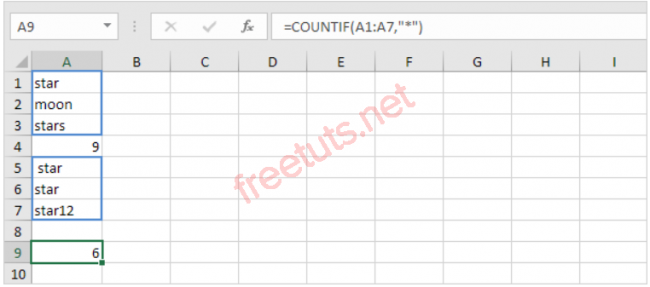 A9 fx =COUNTIF(A1:A7,"*")
A B C D E F G H I
1 star
2 moon
3 stars
4 9
5 star
6 star
7 star12
8
9 6
10
freetuts.net